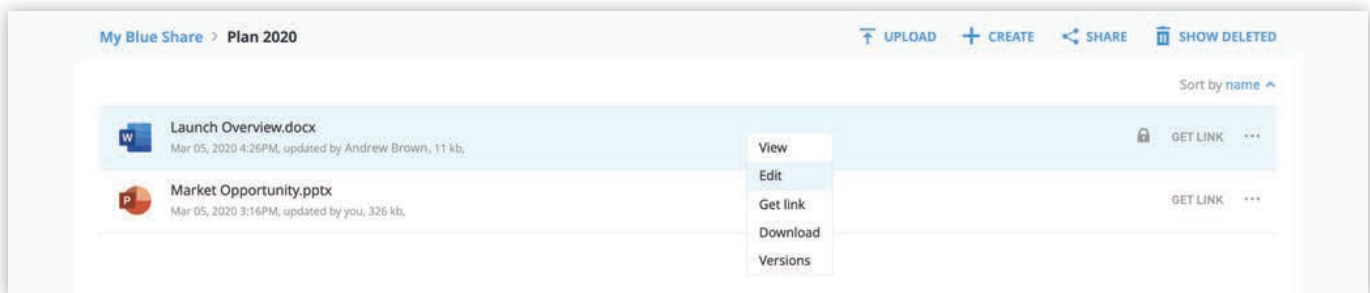 My Blue Share > Plan 2020
UPLOAD CREATE SHARE SHOW DELETED
Sort by name
W Launch Overview.docx
Mar 05, 2020 4:26PM, updated by Andrew Brown, 11 kb,
GET LINK ...
P Market Opportunity.pptx
Mar 05, 2020 3:16PM, updated by you, 326 kb,
GET LINK ...
View
Edit
Get link
Download
Versions